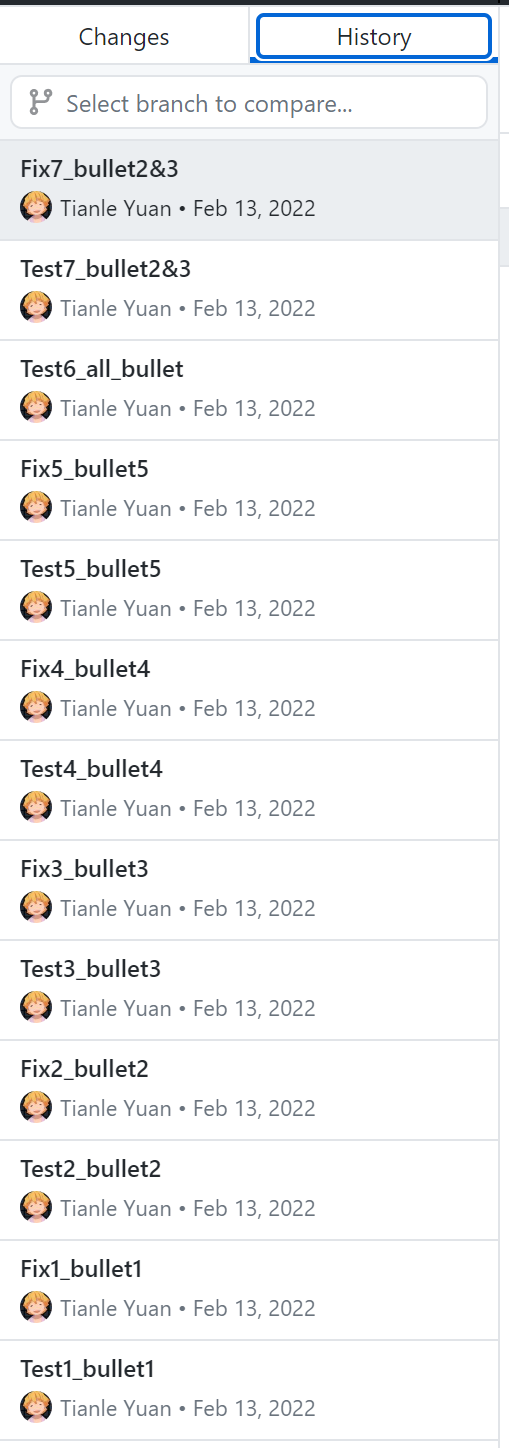 Changes History
Select branch to compare...
Fix7_bullet2&3
Tianle Yuan • Feb 13, 2022
Test7_bullet2&3
Tianle Yuan • Feb 13, 2022
Test6_all_bullet
Tianle Yuan • Feb 13, 2022
Fix5_bullet5
Tianle Yuan • Feb 13, 2022
Test5_bullet5
Tianle Yuan • Feb 13, 2022
Fix4_bullet4
Tianle Yuan • Feb 13, 2022
Test4_bullet4
Tianle Yuan • Feb 13, 2022
Fix3_bullet3
Tianle Yuan • Feb 13, 2022
Test3_bullet3
Tianle Yuan • Feb 13, 2022
Fix2_bullet2
Tianle Yuan • Feb 13, 2022
Test2_bullet2
Tianle Yuan • Feb 13, 2022
Fix1_bullet1
Tianle Yuan • Feb 13, 2022
Test1_bullet1
Tianle Yuan • Feb 13, 2022